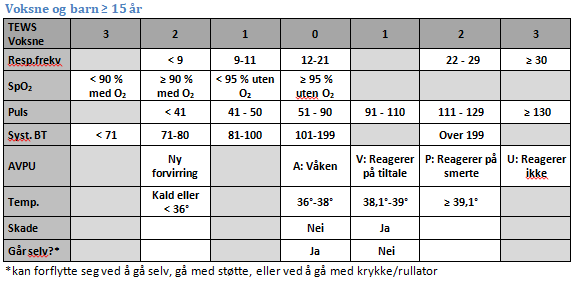 Voksne og barn ≥ 15 år
TEWS Voksne 3 2 1 0 1 2 3
Resp.frekv < 9 9-11 12-21 22 - 29 ≥ 30
SpO₂ < 90 % med O₂ ≥ 90 % med O₂ < 95 % uten O₂ ≥ 95 % uten O₂
Puls < 41 41 - 50 51 - 90 91 - 110 111 - 129 ≥ 130
Syst. BT < 71 71-80 81-100 101-199 Over 199
AVPU Ny forvirring A: Våken V: Reagerer på tiltale P: Reagerer på smerte U: Reagerer ikke
Temp. Kald eller < 36° 36°-38° 38,1°-39° ≥ 39,1°
Skade Nei Ja
Går selv?* Ja Nei
*kan forflytte seg ved å gå selv, gå med støtte, eller ved å gå med krykke/rullator